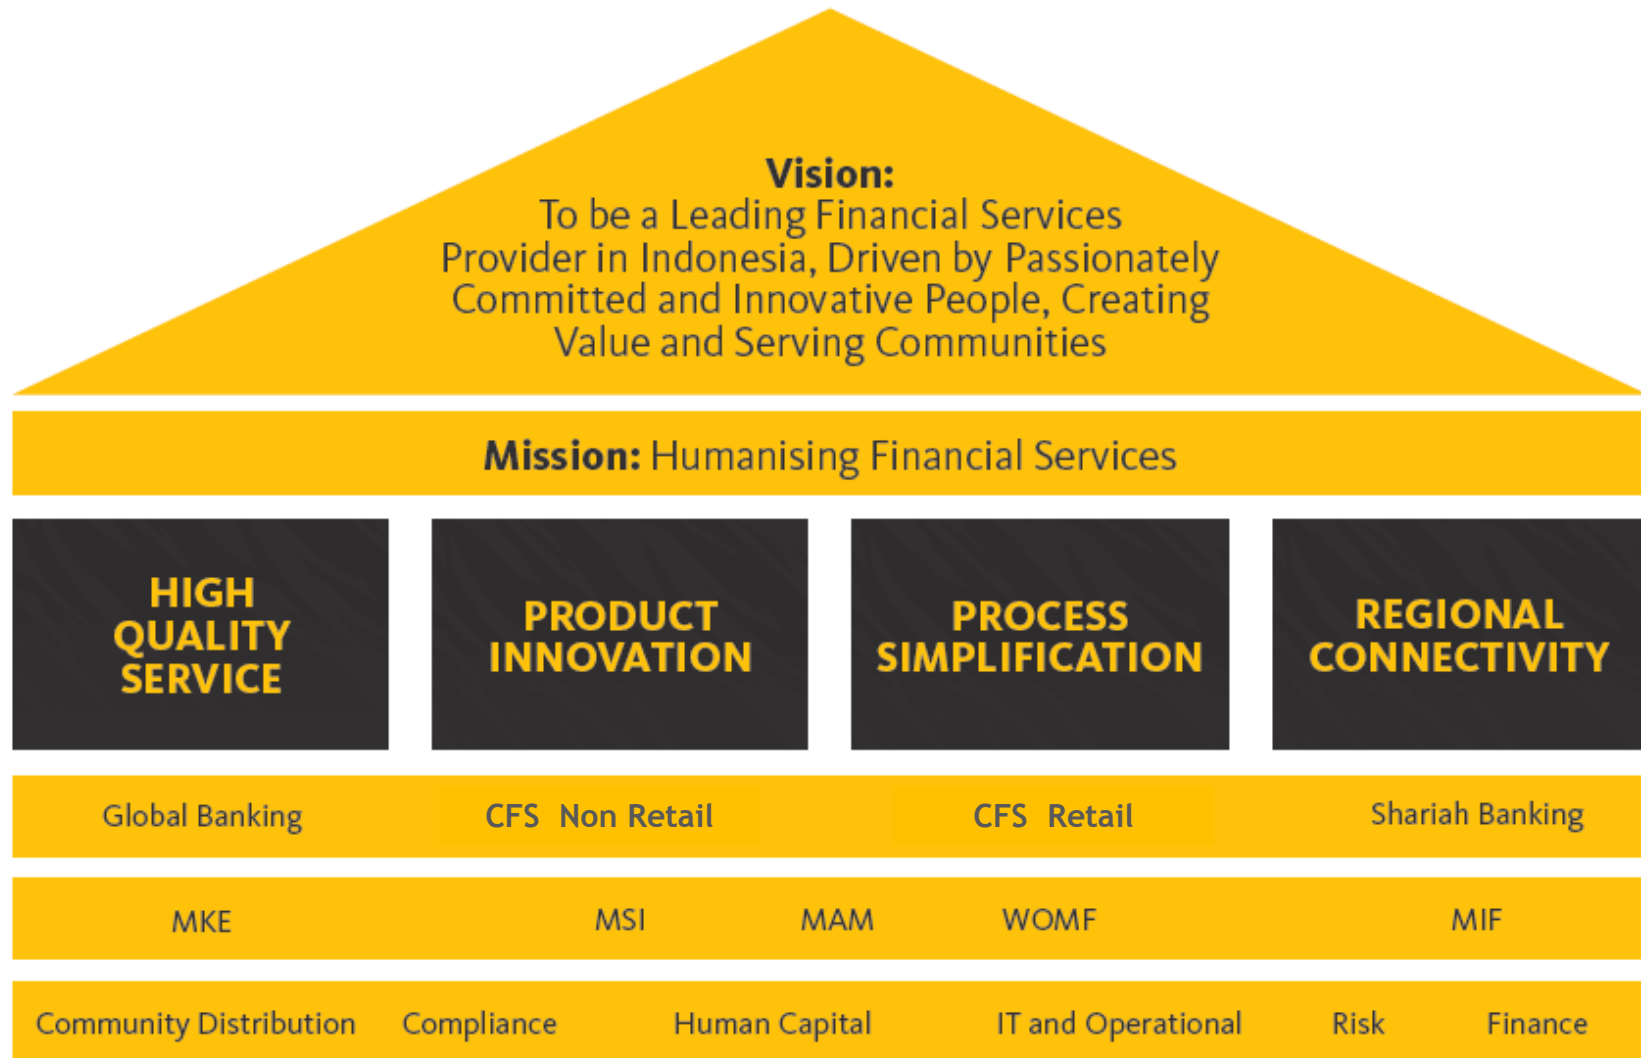 Vision:
To be a Leading Financial Services
Provider in Indonesia, Driven by Passionately
Committed and Innovative People, Creating
Value and Serving Communities
Mission: Humanising Financial Services
HIGH
QUALITY
SERVICE
PRODUCT
INNOVATION
PROCESS
SIMPLIFICATION
REGIONAL
CONNECTIVITY
Global Banking CFS Non Retail CFS Retail Shariah Banking
MKE MSI MAM WOMF MIF
Community Distribution Compliance Human Capital IT and Operational Risk Finance